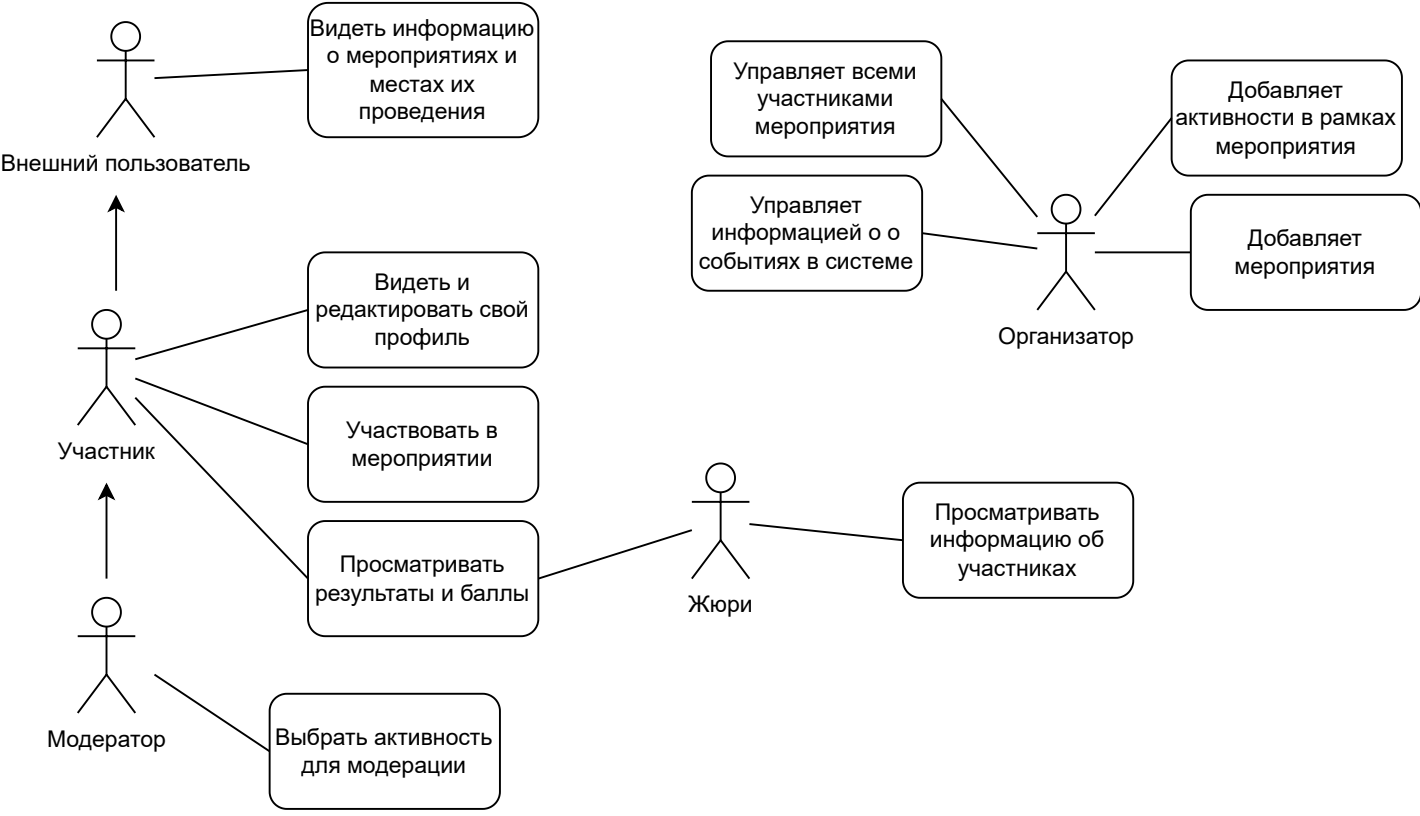 Видеть информацию
о мероприятиях и
местах их
проведения
Внешний пользователь
Управляет всеми
участниками
мероприятия
Добавляет
активности в рамках
мероприятия
Управляет
информацией о о
событиях в системе
Добавляет
мероприятия
Организатор
Видеть и
редактировать свой
профиль
Участник
Участвовать в
мероприятии
Просматривать
результаты и баллы
Жюри
Просматривать
информацию об
участниках
Модератор
Выбрать активность
для модерации